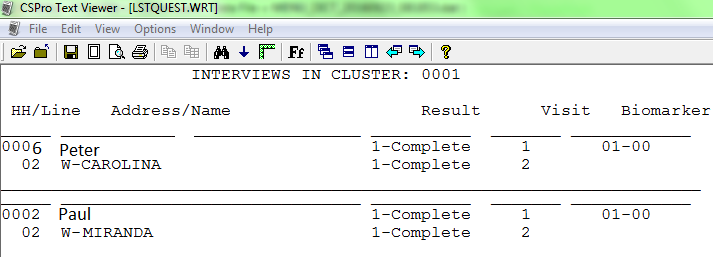 CSPro Text Viewer - [LSTQUEST.WRT]
File Edit View Options Window Help
Ff
INTERVIEWS IN CLUSTER: 0001
HH/Line Address/Name Result Visit Biomarker
0006 Peter 1-Complete 1 01-00
02 W-CAROLINA 1-Complete 2
0002 Paul 1-Complete 1 01-00
02 W-MIRANDA 1-Complete 2